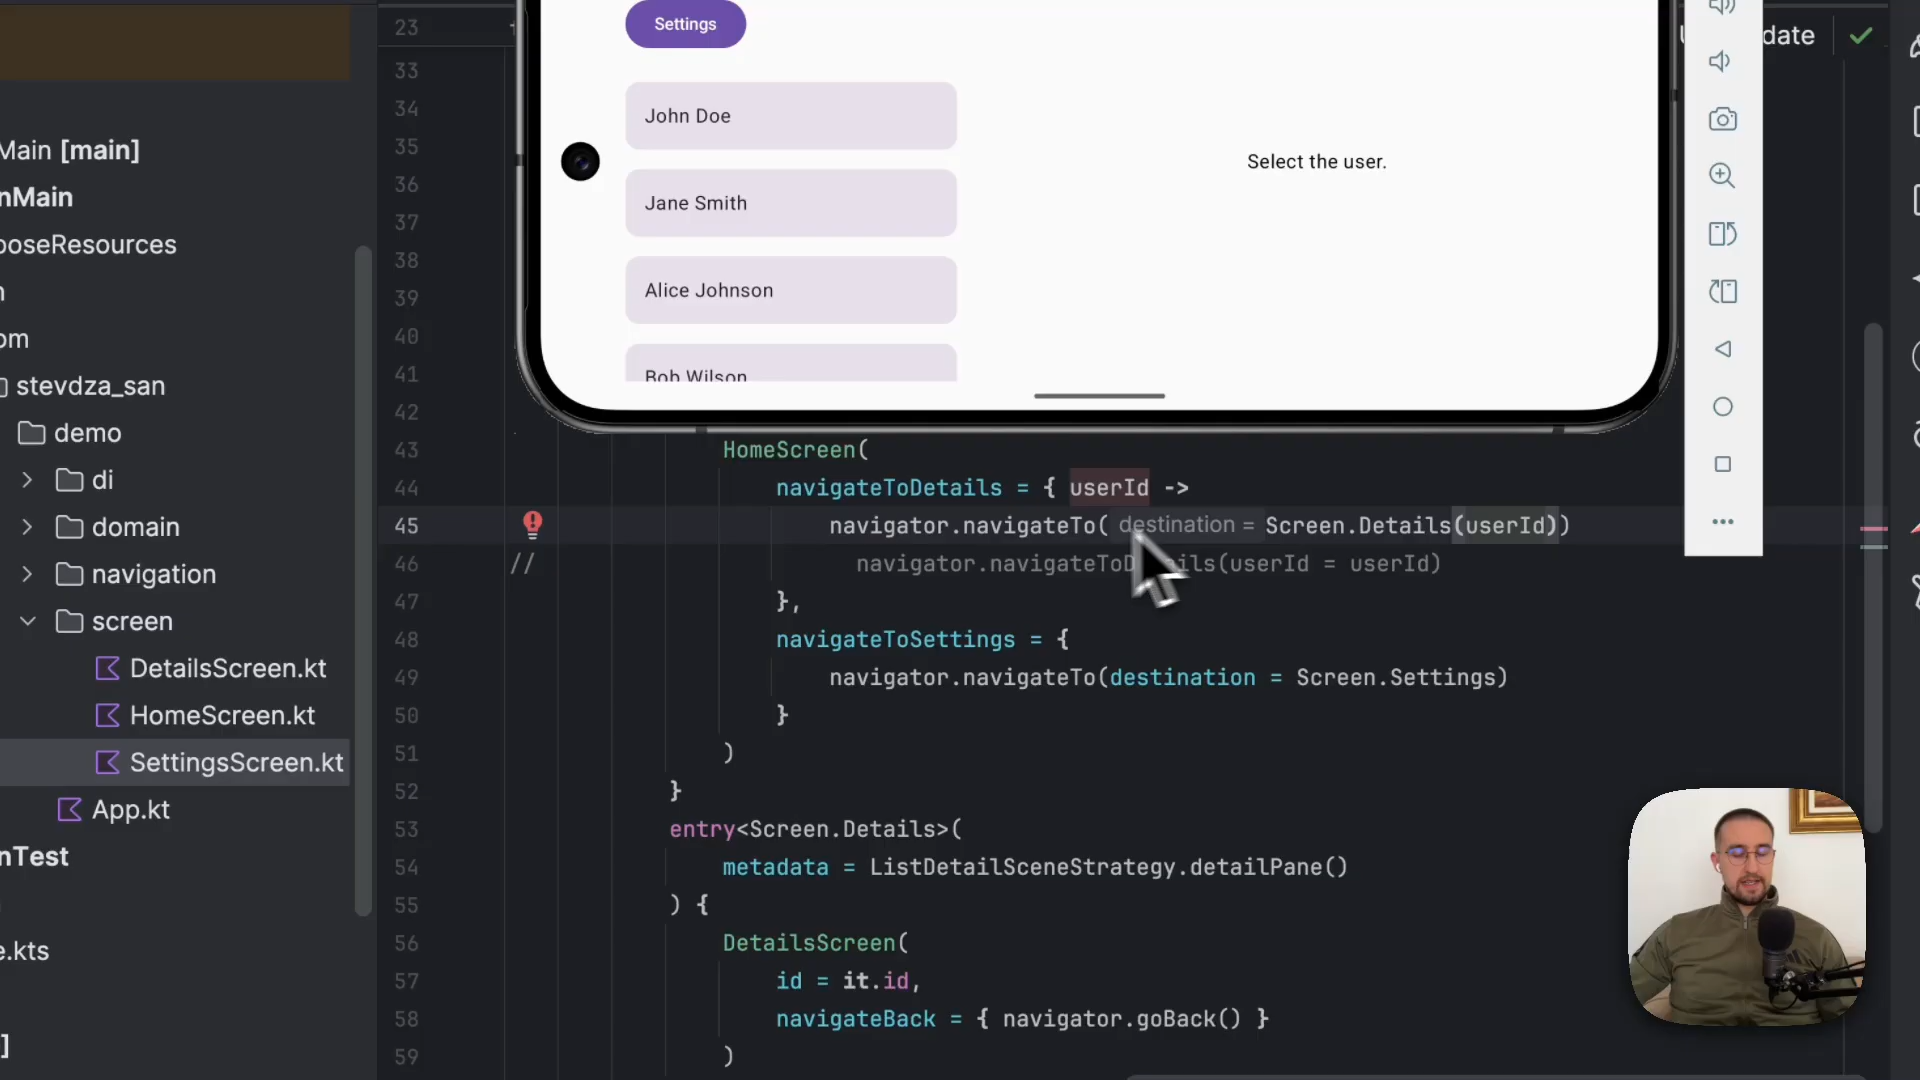 Main [main]
nMain
poseResources
n
om
stevdza_san
demo
di
domain
navigation
screen
DetailsScreen.kt
HomeScreen.kt
SettingsScreen.kt
App.kt
nTest
e.kts
]
Settings
John Doe
Jane Smith
Alice Johnson
Bob Wilson
Select the user.
date
23
33
34
35
36
37
38
39
40
41
42
43 HomeScreen(
44 navigateToDetails = { userId ->
45 navigator.navigateTo( destination = Screen.Details(userId))
46 // navigator.navigateToDetails(userId = userId)
47 },
48 navigateToSettings = {
49 navigator.navigateTo(destination = Screen.Settings)
50 }
51 )
52 }
53 entry<Screen.Details>(
54 metadata = ListDetailSceneStrategy.detailPane()
55 ) {
56 DetailsScreen(
57 id = it.id,
58 navigateBack = { navigator.goBack() }
59 )